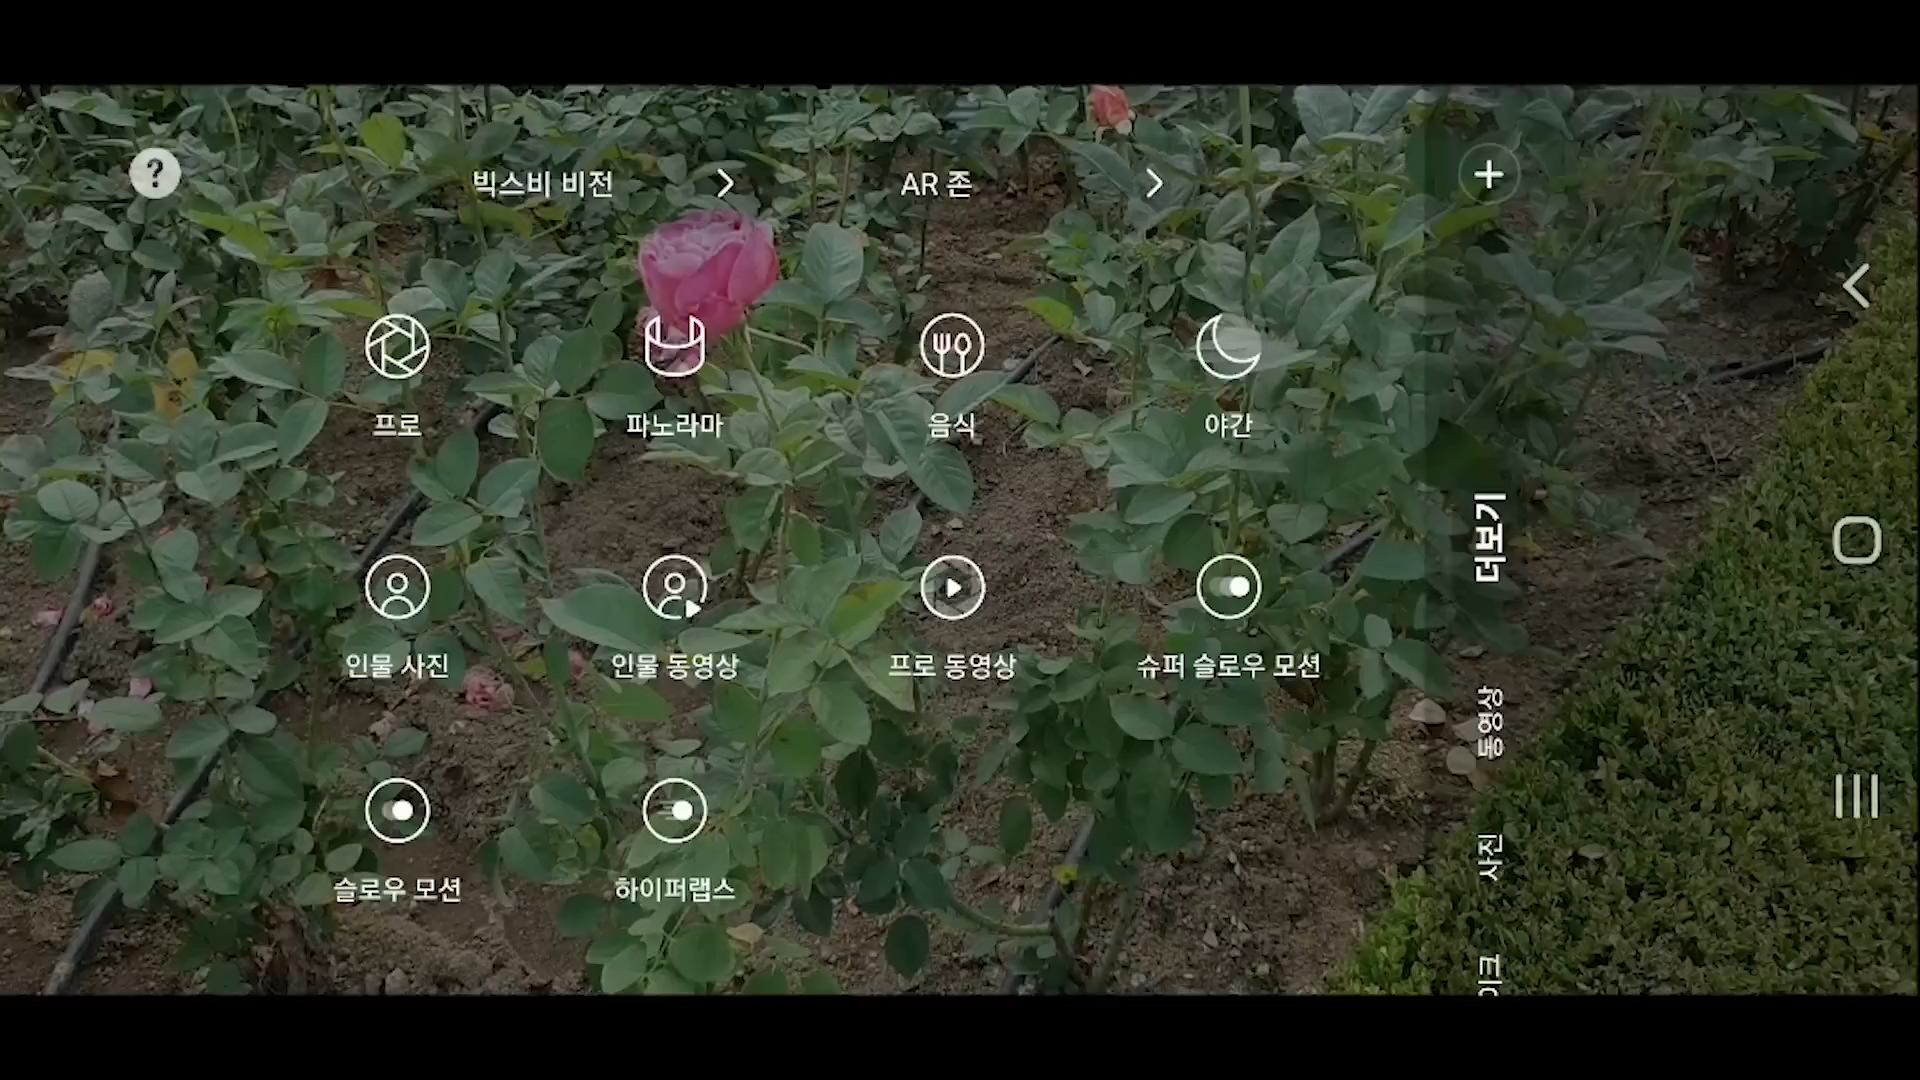 ?
빅스비 비전
AR 존
프로
파노라마
음식
야간
인물 사진
인물 동영상
프로 동영상
슈퍼 슬로우 모션
슬로우 모션
하이퍼랩스
더보기
동영상
사진